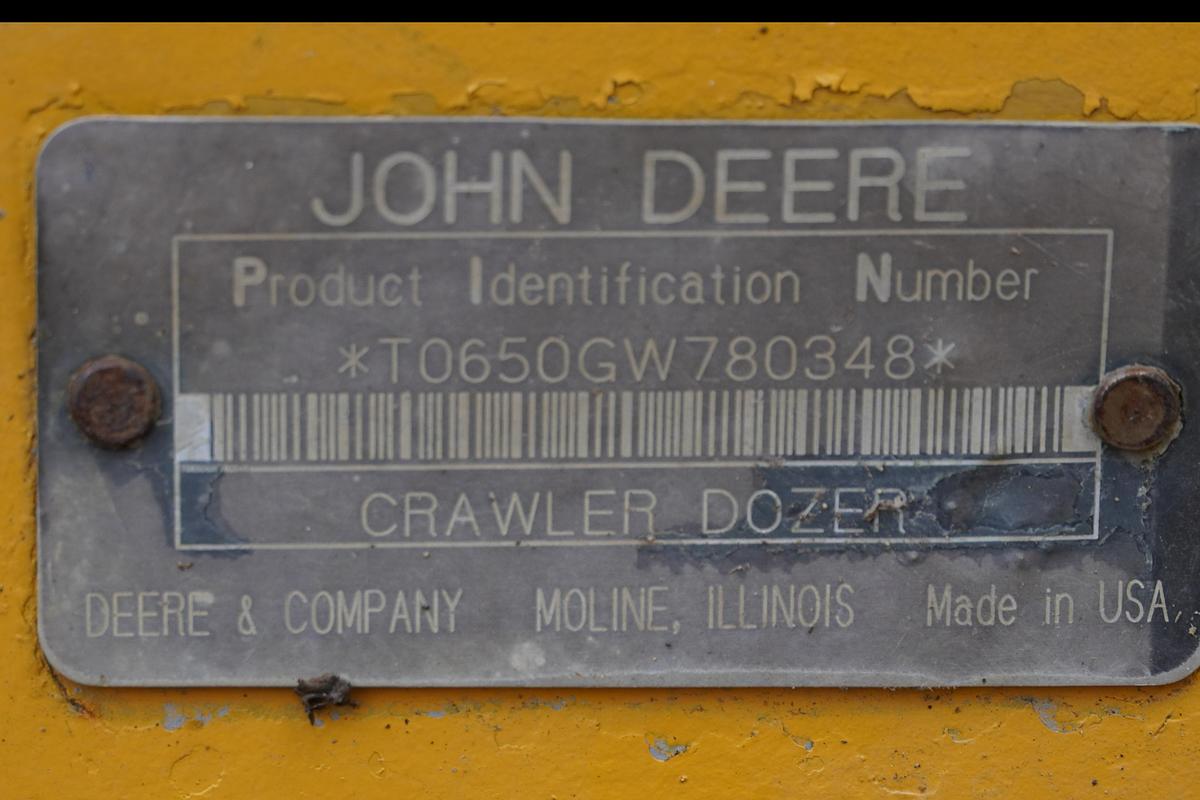 JOHN DEERE
Product Identification Number
*T0650GW780348*
CRAWLER DOZER
DEERE & COMPANY MOLINE, ILLINOIS Made in USA